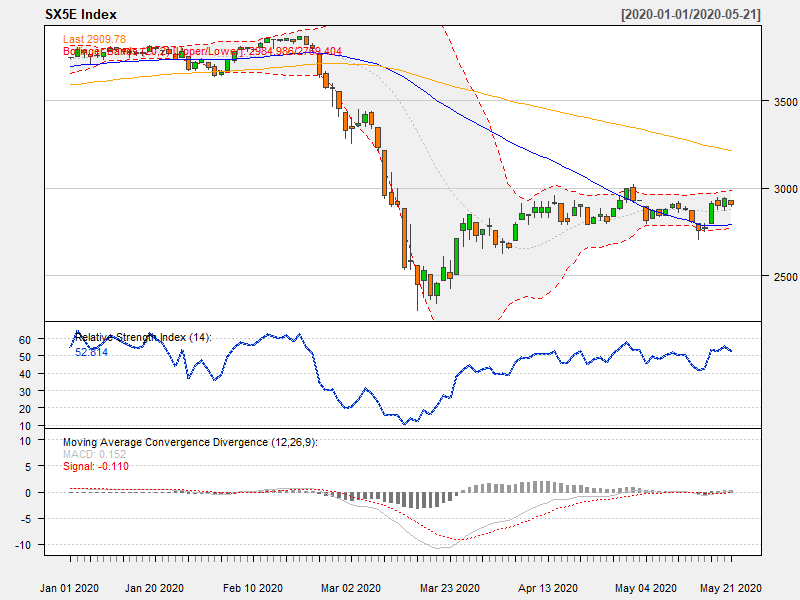 SX5E Index [2020-01-01/2020-05-21]
Last 2909.78
Bollinger Bands (20,2) [Upper/Lower]: 2984.986/2769.404
3500
3000
2500
Relative Strength Index (14):
52.814
60
50
40
30
20
10
Moving Average Convergence Divergence (12,26,9):
MACD: 0.152
Signal: -0.110
10
5
0
-5
-10
Jan 01 2020 Jan 20 2020 Feb 10 2020 Mar 02 2020 Mar 23 2020 Apr 13 2020 May 04 2020 May 21 2020